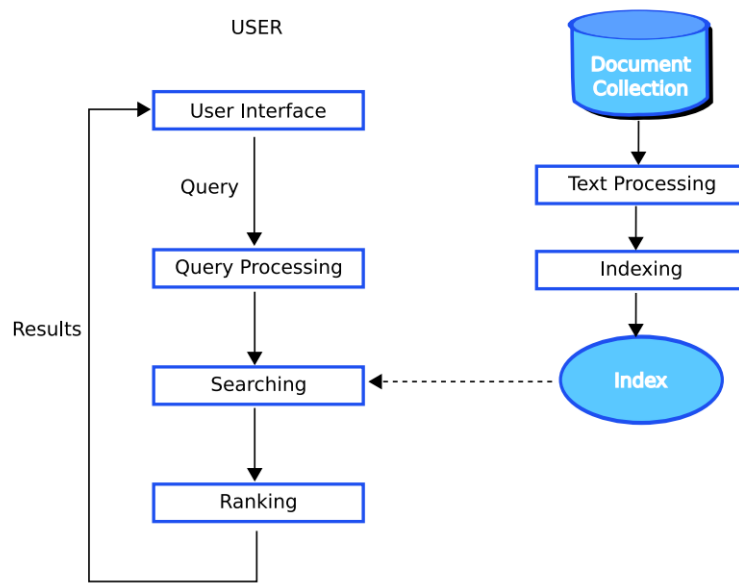 USER
User Interface
Query
Query Processing
Results
Searching
Ranking
Document
Collection
Text Processing
Indexing
Index